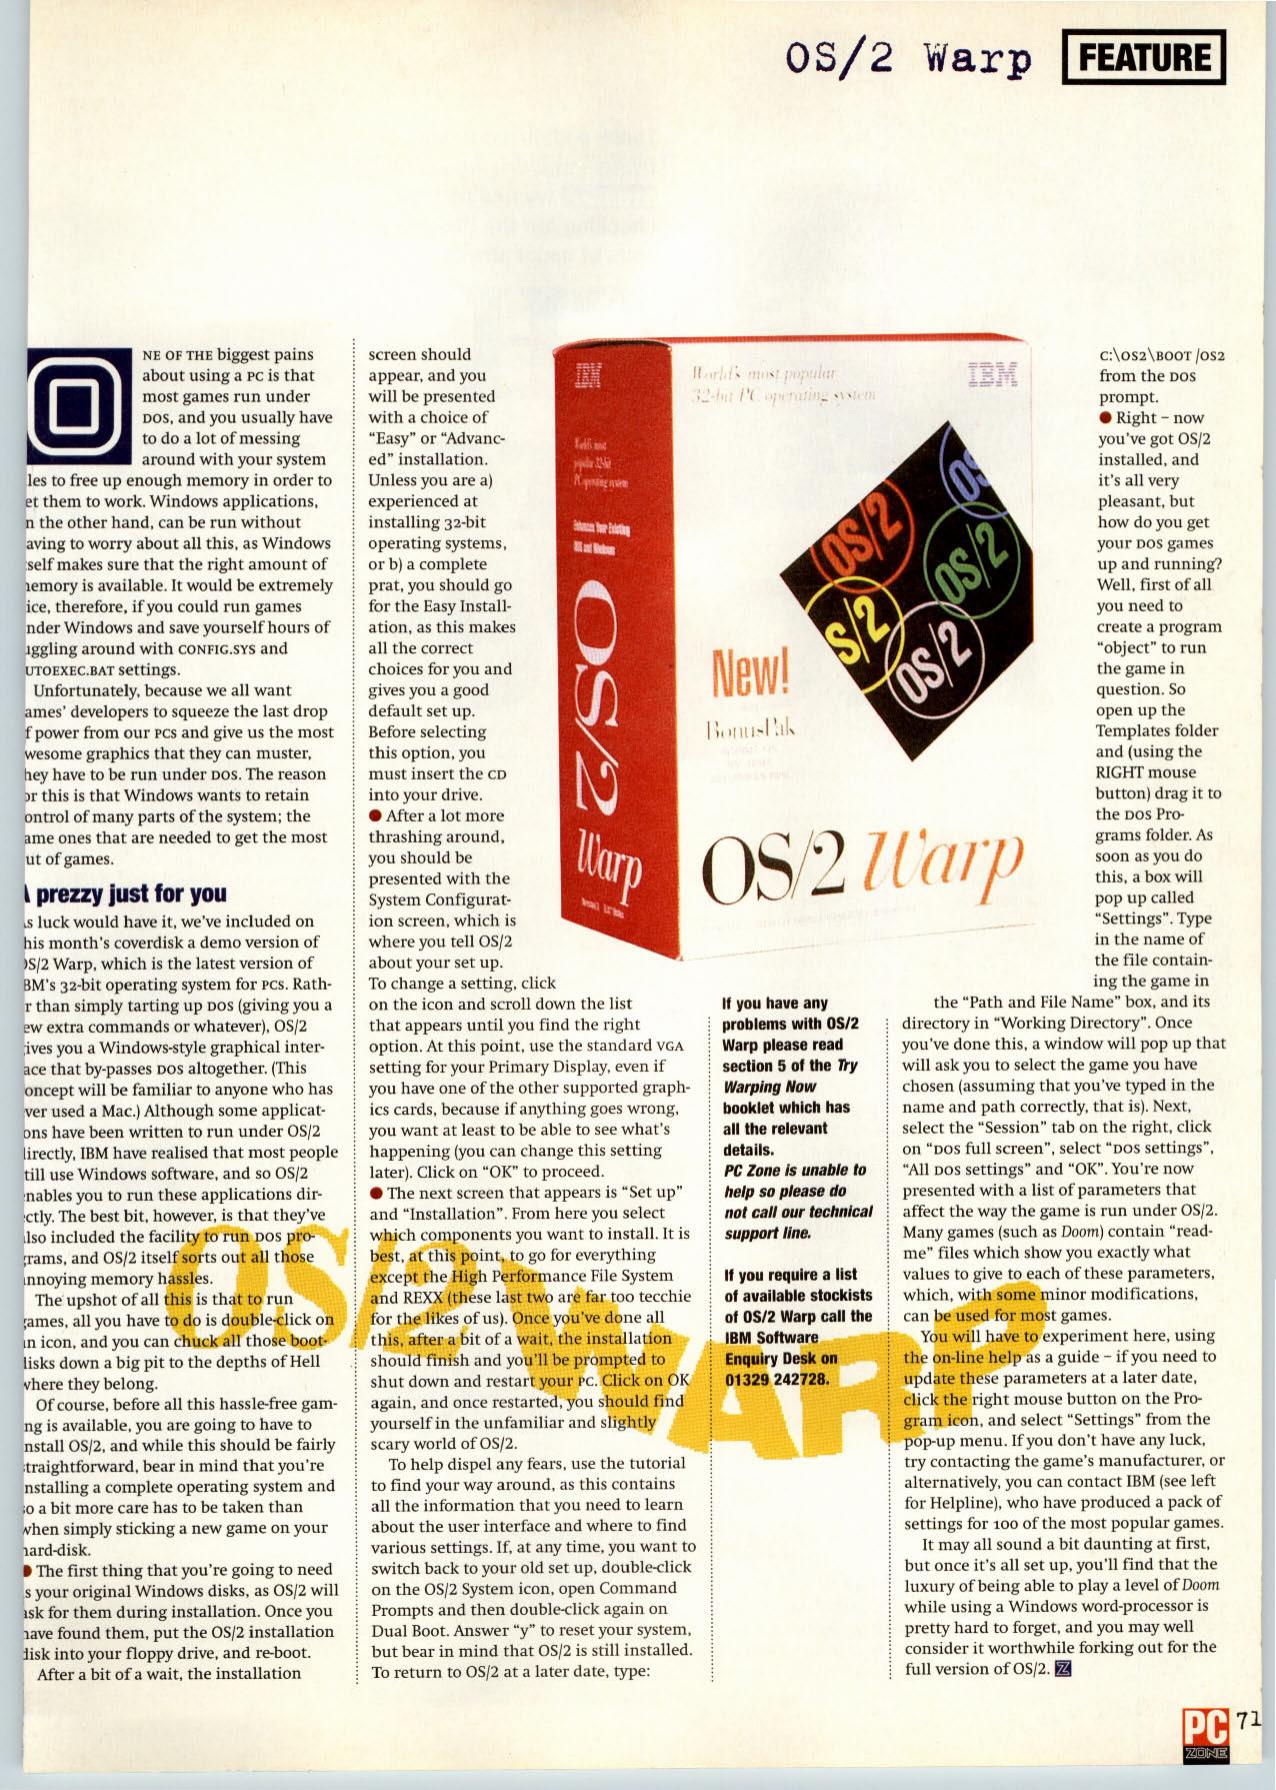 OS/2 Warp FEATURE
ONE OF THE biggest pains
about using a PC is that
most games run under
DOS, and you usually have
to do a lot of messing
around with your system
les to free up enough memory in order to
et them to work. Windows applications,
n the other hand, can be run without
aving to worry about all this, as Windows
self makes sure that the right amount of
emory is available. It would be extremely
ice, therefore, if you could run games
nder Windows and save yourself hours of
uggling around with CONFIG.SYS and
UTOEXEC.BAT settings.
Unfortunately, because we all want
ames' developers to squeeze the last drop
f power from our PCs and give us the most
wesome graphics that they can muster,
hey have to be run under DOS. The reason
or this is that Windows wants to retain
ontrol of many parts of the system; the
ame ones that are needed to get the most
ut of games.
A prezzy just for you
s luck would have it, we've included on
his month's coverdisk a demo version of
OS/2 Warp, which is the latest version of
BM's 32-bit operating system for PCs. Rath-
r than simply tarting up DOS (giving you a
ew extra commands or whatever), OS/2
ives you a Windows-style graphical inter-
ace that by-passes DOS altogether. (This
oncept will be familiar to anyone who has
ver used a Mac.) Although some applicat-
ons have been written to run under OS/2
directly, IBM have realised that most people
till use Windows software, and so OS/2
nables you to run these applications dir-
ctly. The best bit, however, is that they've
lso included the facility to run DOS pro-
grams, and OS/2 itself sorts out all those
nnoying memory hassles.
The upshot of all this is that to run
games, all you have to do is double-click on
n icon, and you can chuck all those boot-
disks down a big pit to the depths of Hell
where they belong.
Of course, before all this hassle-free gam-
ng is available, you are going to have to
nstall OS/2, and while this should be fairly
straightforward, bear in mind that you're
nstalling a complete operating system and
so a bit more care has to be taken than
when simply sticking a new game on your
hard-disk.
● The first thing that you're going to need
s your original Windows disks, as OS/2 will
ask for them during installation. Once you
have found them, put the OS/2 installation
disk into your floppy drive, and re-boot.
After a bit of a wait, the installation
screen should
appear, and you
will be presented
with a choice of
"Easy" or "Advanc-
ed" installation.
Unless you are a)
experienced at
installing 32-bit
operating systems,
or b) a complete
prat, you should go
for the Easy Install-
ation, as this makes
all the correct
choices for you and
gives you a good
default set up.
Before selecting
this option, you
must insert the CD
into your drive.
● After a lot more
thrashing around,
you should be
presented with the
System Configurat-
ion screen, which is
where you tell OS/2
about your set up.
To change a setting, click
on the icon and scroll down the list
that appears until you find the right
option. At this point, use the standard VGA
setting for your Primary Display, even if
you have one of the other supported graph-
ics cards, because if anything goes wrong,
you want at least to be able to see what's
happening (you can change this setting
later). Click on "OK" to proceed.
● The next screen that appears is "Set up"
and "Installation". From here you select
which components you want to install. It is
best, at this point, to go for everything
except the High Performance File System
and REXX (these last two are far too tecchie
for the likes of us). Once you've done all
this, after a bit of a wait, the installation
should finish and you'll be prompted to
shut down and restart your PC. Click on OK
again, and once restarted, you should find
yourself in the unfamiliar and slightly
scary world of OS/2.
To help dispel any fears, use the tutorial
to find your way around, as this contains
all the information that you need to learn
about the user interface and where to find
various settings. If, at any time, you want to
switch back to your old set up, double-click
on the OS/2 System icon, open Command
Prompts and then double-click again on
Dual Boot. Answer "y" to reset your system,
but bear in mind that OS/2 is still installed.
To return to OS/2 at a later date, type:
IBM
World's most
popular 32-bit
PC operating system
Enhances Your Existing
DOS and Windows
OS/2
Warp
World's most popular
32-bit PC operating system
IBM
OS/2
OS/2
OS/2
S/2
OS/2
New!
BonusPak
OS/2 Warp
If you have any
problems with OS/2
Warp please read
section 5 of the Try
Warping Now
booklet which has
all the relevant
details.
PC Zone is unable to
help so please do
not call our technical
support line.
If you require a list
of available stockists
of OS/2 Warp call the
IBM Software
Enquiry Desk on
01329 242728.
C:\OS2\BOOT /OS2
from the DOS
prompt.
● Right – now
you've got OS/2
installed, and
it's all very
pleasant, but
how do you get
your DOS games
up and running?
Well, first of all
you need to
create a program
"object" to run
the game in
question. So
open up the
Templates folder
and (using the
RIGHT mouse
button) drag it to
the DOS Pro-
grams folder. As
soon as you do
this, a box will
pop up called
"Settings". Type
in the name of
the file contain-
ing the game in
the "Path and File Name" box, and its
directory in "Working Directory". Once
you've done this, a window will pop up that
will ask you to select the game you have
chosen (assuming that you've typed in the
name and path correctly, that is). Next,
select the "Session" tab on the right, click
on "DOS full screen", select "DOS settings",
"All DOS settings" and "OK". You're now
presented with a list of parameters that
affect the way the game is run under OS/2.
Many games (such as Doom) contain "read-
me" files which show you exactly what
values to give to each of these parameters,
which, with some minor modifications,
can be used for most games.
You will have to experiment here, using
the on-line help as a guide – if you need to
update these parameters at a later date,
click the right mouse button on the Pro-
gram icon, and select "Settings" from the
pop-up menu. If you don't have any luck,
try contacting the game's manufacturer, or
alternatively, you can contact IBM (see left
for Helpline), who have produced a pack of
settings for 100 of the most popular games.
It may all sound a bit daunting at first,
but once it's all set up, you'll find that the
luxury of being able to play a level of Doom
while using a Windows word-processor is
pretty hard to forget, and you may well
consider it worthwhile forking out for the
full version of OS/2. Z
OS/2 WARP
PC ZONE 71